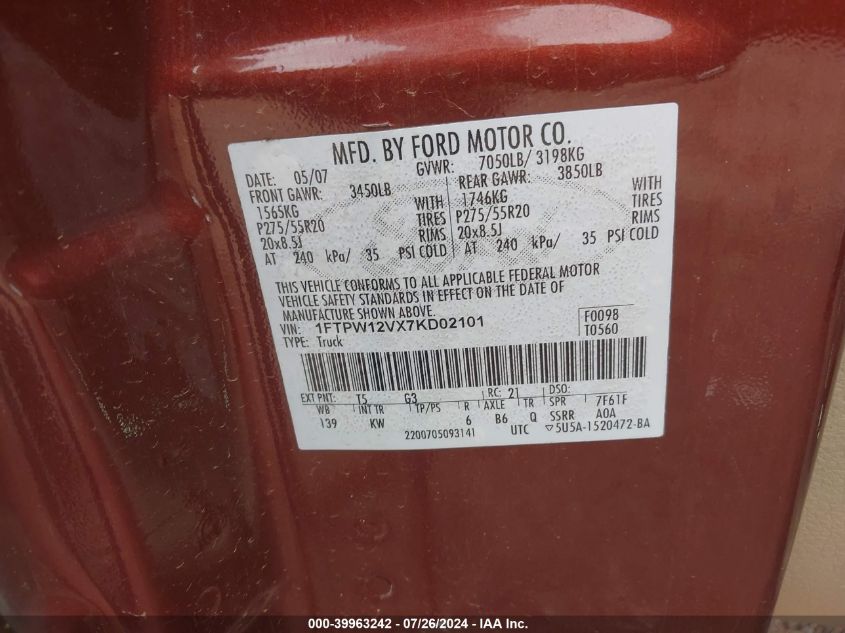 MFD. BY FORD MOTOR CO.
DATE: 05/07 GVWR: 7050LB/ 3198KG
FRONT GAWR: 3450LB REAR GAWR: 3850LB
1565KG WITH 1746KG WITH
P275/55R20 TIRES P275/55R20 TIRES
20x8.5J RIMS 20x8.5J RIMS
AT 240 kPa/ 35 PSI COLD AT 240 kPa/ 35 PSI COLD
THIS VEHICLE CONFORMS TO ALL APPLICABLE FEDERAL MOTOR
VEHICLE SAFETY STANDARDS IN EFFECT ON THE DATE OF
MANUFACTURE SHOWN ABOVE.
VIN: 1FTPW12VX7KD02101 F0098
TYPE: Truck T0560
EXT PNT: T5 G3 RC: 21 DSO:
WB INT TR TP/PS R AXLE TR SPR 7F61F
139 KW 6 B6 Q SSRR A0A
2200705093141 UTC ▽5U5A-1520472-BA
000-39963242 - 07/26/2024 - IAA Inc.